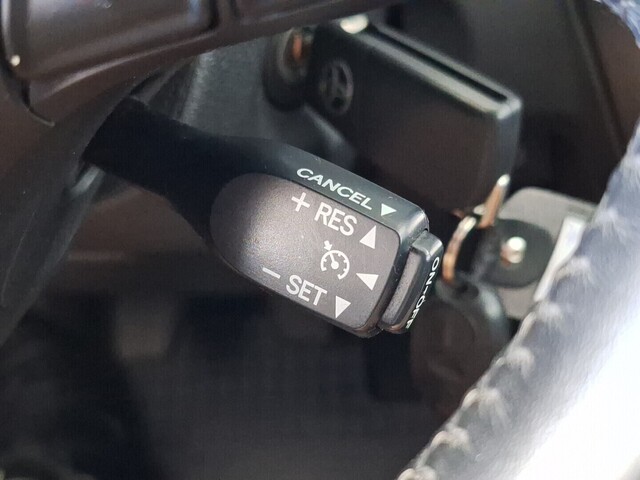 CANCEL
+ RES
- SET
ON-OFF